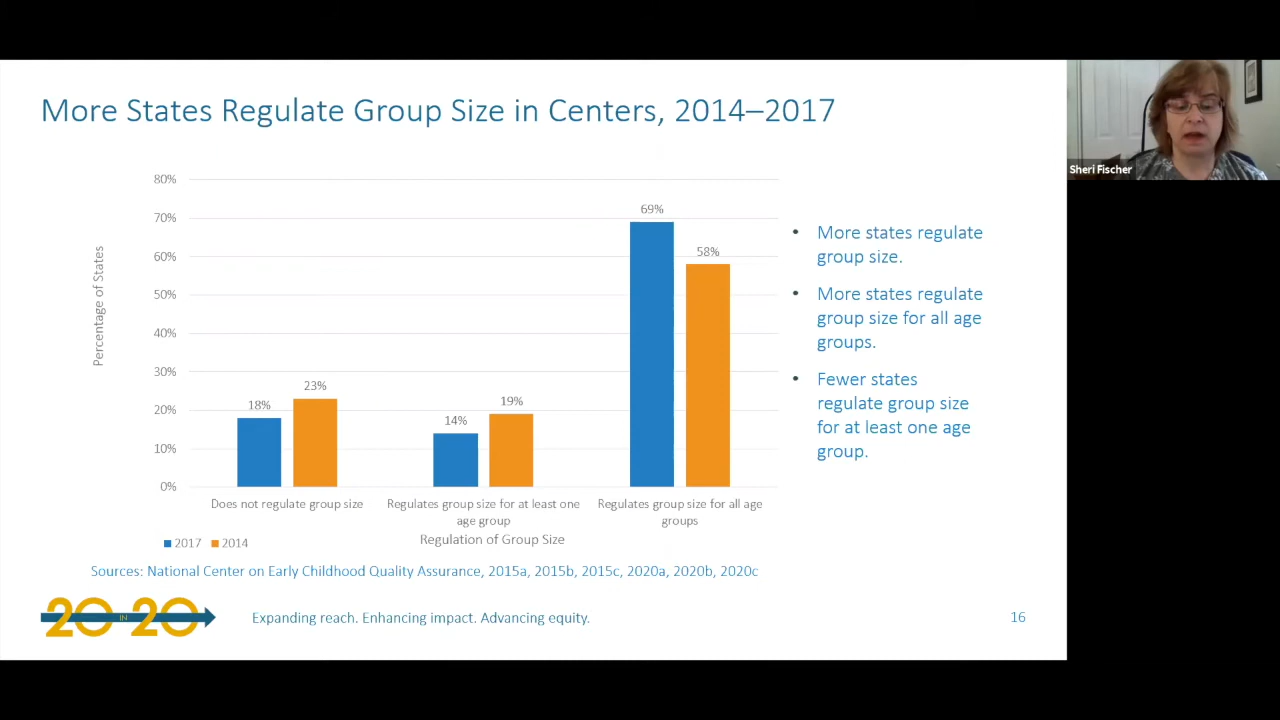 More States Regulate Group Size in Centers, 2014–2017
Sheri Fischer
80%
70%
60%
50%
40%
30%
20%
10%
0%
Percentage of States
18%
23%
14%
19%
69%
58%
Does not regulate group size
Regulates group size for at least one
age group
Regulates group size for all age
groups
Regulation of Group Size
2017
2014
More states regulate
group size.
More states regulate
group size for all age
groups.
Fewer states
regulate group size
for at least one age
group.
Sources: National Center on Early Childhood Quality Assurance, 2015a, 2015b, 2015c, 2020a, 2020b, 2020c
20 IN 20
Expanding reach. Enhancing impact. Advancing equity.
16